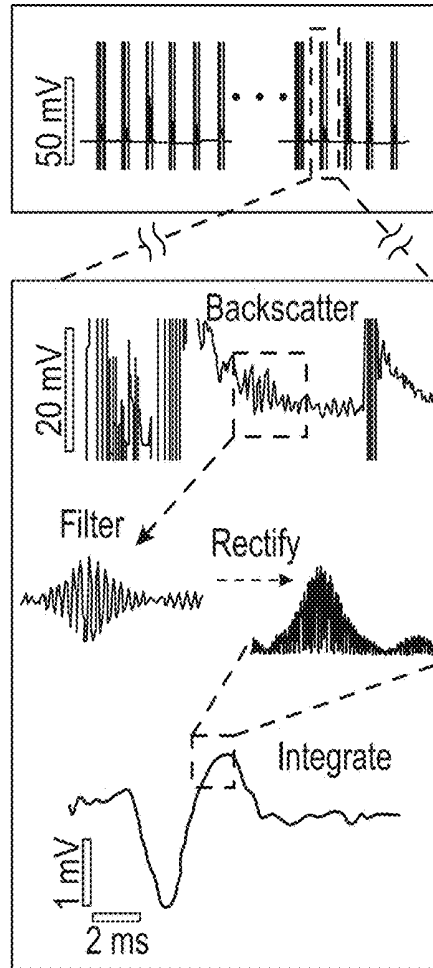 50 mV
Backscatter
20 mV
Filter
Rectify
Integrate
1 mV
2 ms